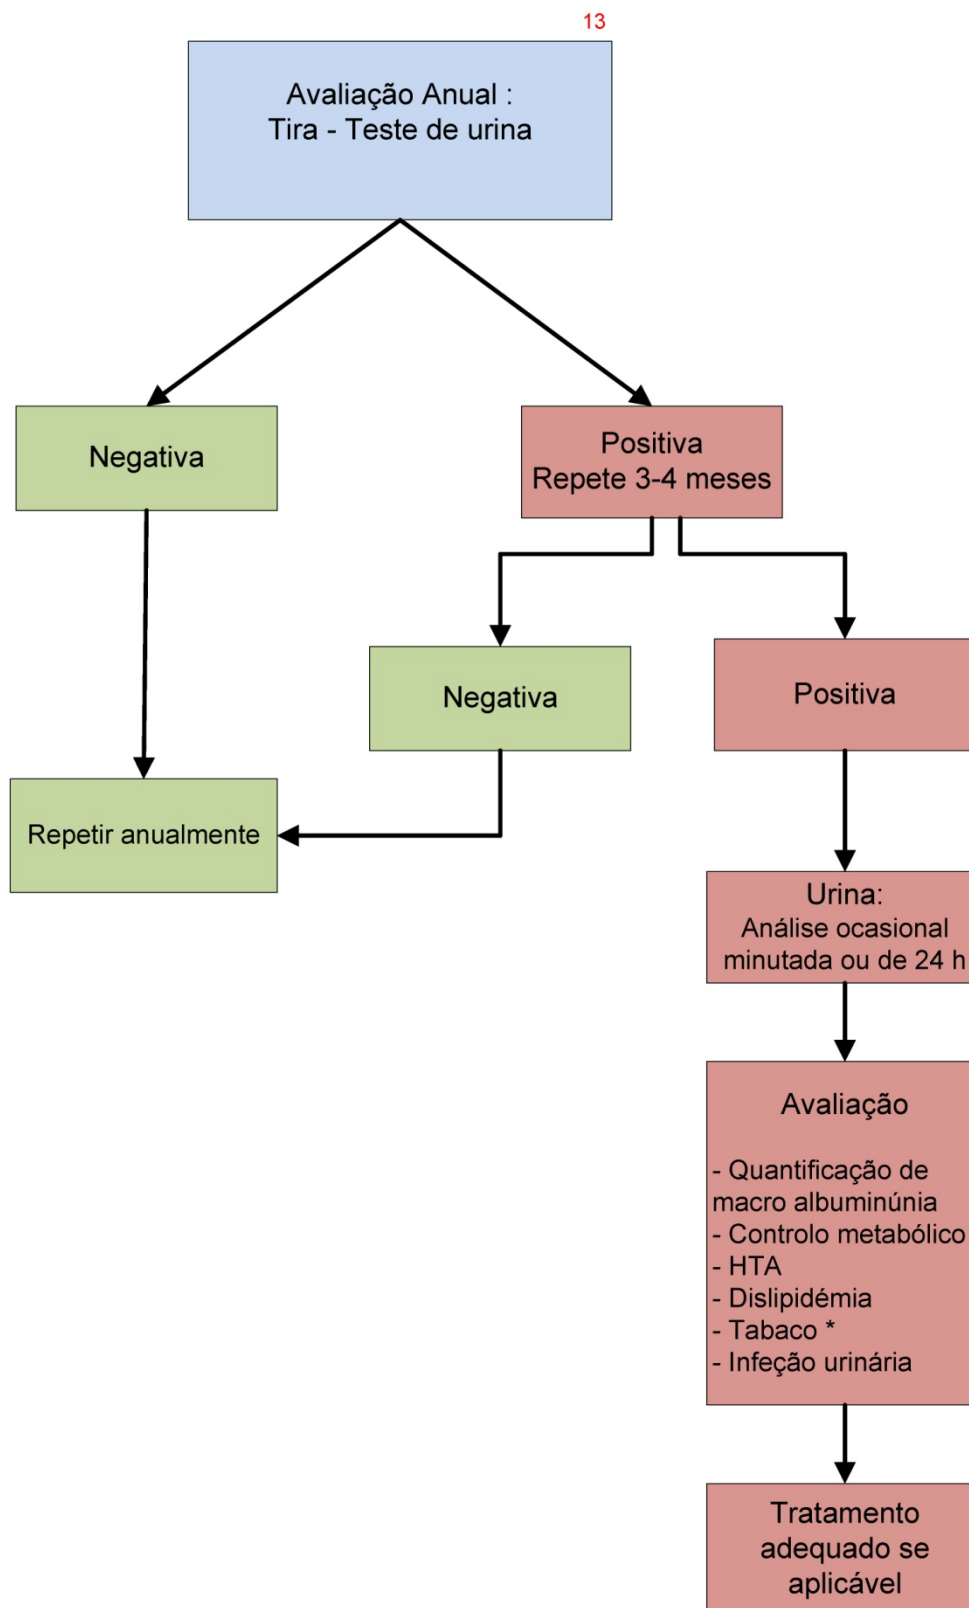 13
Avaliação Anual :
Tira - Teste de urina
Negativa
Positiva
Repete 3-4 meses
Negativa
Positiva
Repetir anualmente
Urina:
Análise ocasional
minutada ou de 24 h
Avaliação
- Quantificação de
macro albuminúnia
- Controlo metabólico
- HTA
- Dislipidémia
- Tabaco *
- Infeção urinária
Tratamento
adequado se
aplicável